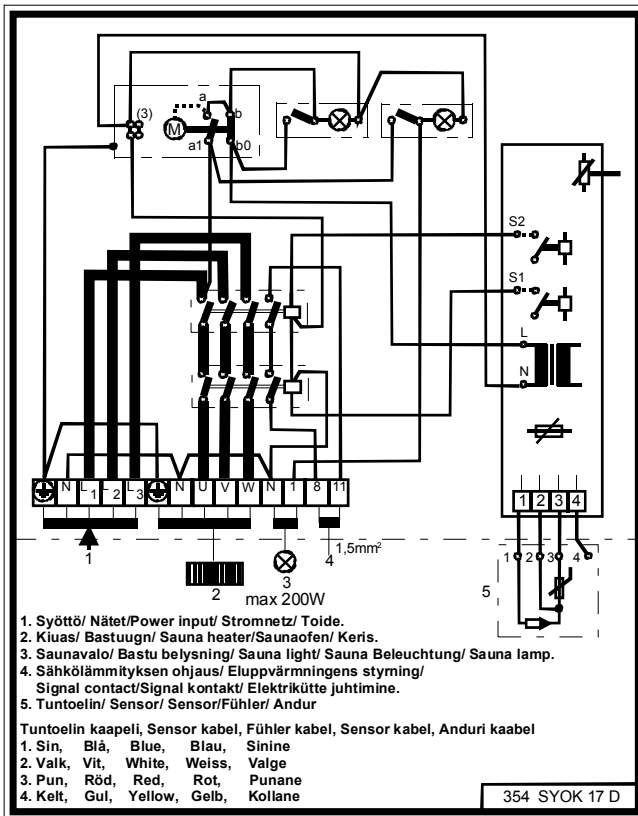 (3)
a
b
M
a1
b0
S2
S1
L
N
N L1 L2 L3 N U V W N 1 8 11
1 2 3 4
1 2 3 4
1,5mm²
1
2
3
4
5
max 200W
1. Syöttö/ Nätet/Power input/ Stromnetz/ Toide.
2. Kiuas/ Bastuugn/ Sauna heater/Saunaofen/ Keris.
3. Saunavalo/ Bastu belysning/ Sauna light/ Sauna Beleuchtung/ Sauna lamp.
4. Sähkölämmityksen ohjaus/ Eluppvärmningens styrning/
Signal contact/Signal kontakt/ Elektrikütte juhtimine.
5. Tuntoelin/ Sensor/ Sensor/Fühler/ Andur
Tuntoelin kaapeli, Sensor kabel, Fühler kabel, Sensor kabel, Anduri kaabel
1. Sin, Blå, Blue, Blau, Sinine
2. Valk, Vit, White, Weiss, Valge
3. Pun, Röd, Red, Rot, Punane
4. Kelt, Gul, Yellow, Gelb, Kollane
354 SYOK 17 D